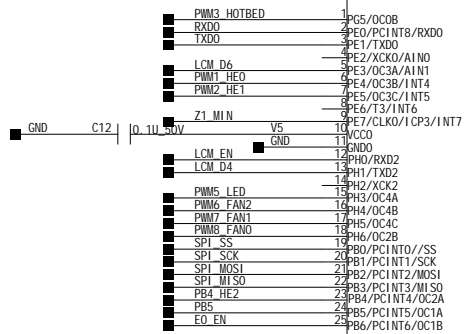 PWM3_HOTBED 1 PG5/OC0B
RXD0 2 PE0/PCINT8/RXD0
TXD0 3 PE1/TXD0
4 PE2/XCK0/AIN0
LCM_D6 5 PE3/OC3A/AIN1
PWM1_HE0 6 PE4/OC3B/INT4
PWM2_HE1 7 PE5/OC3C/INT5
8 PE6/T3/INT6
Z1_MIN 9 PE7/CLKO/ICP3/INT7
GND C12 0.1U_50V V5 10 VCC0
GND 11 GND0
LCM_EN 12 PH0/RXD2
LCM_D4 13 PH1/TXD2
14 PH2/XCK2
PWM5_LED 15 PH3/OC4A
PWM6_FAN2 16 PH4/OC4B
PWM7_FAN1 17 PH5/OC4C
PWM8_FAN0 18 PH6/OC2B
SPI_SS 19 PB0/PCINT0//SS
SPI_SCK 20 PB1/PCINT1/SCK
SPI_MOSI 21 PB2/PCINT2/MOSI
SPI_MISO 22 PB3/PCINT3/MISO
PB4_HE2 23 PB4/PCINT4/OC2A
PB5 24 PB5/PCINT5/OC1A
E0_EN 25 PB6/PCINT6/OC1B